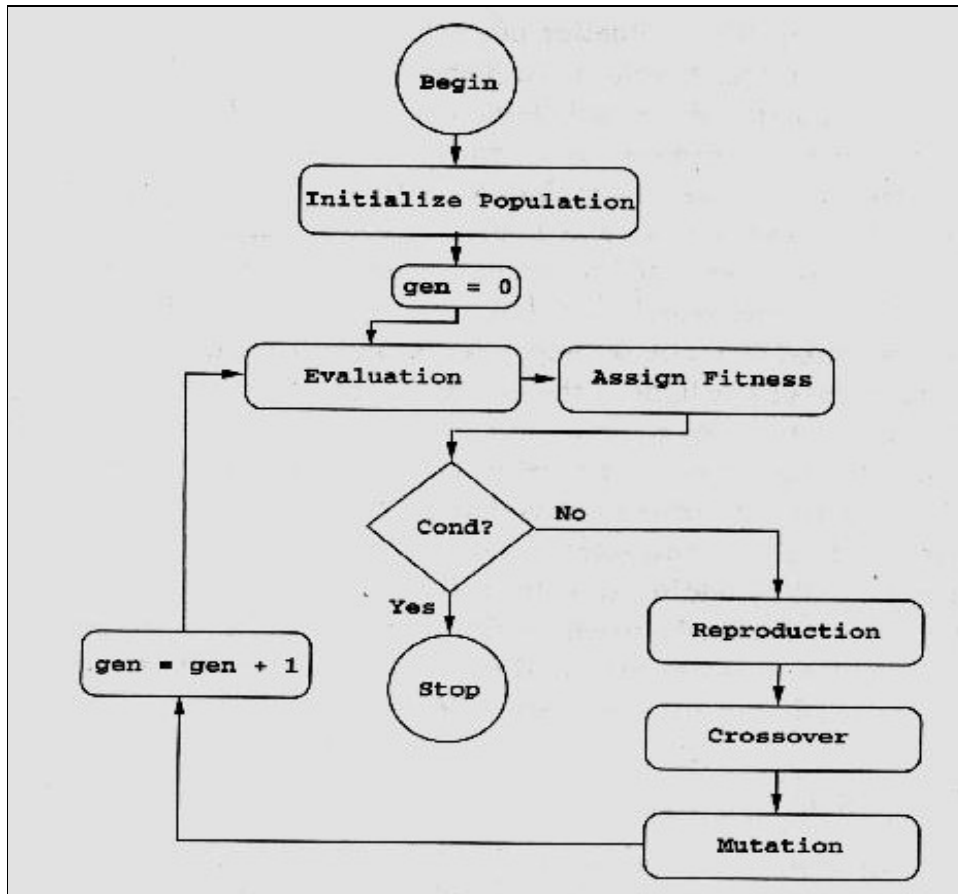 Begin
Initialize Population
gen = 0
Evaluation
Assign Fitness
Cond?
No
Yes
Reproduction
gen = gen + 1
Stop
Crossover
Mutation